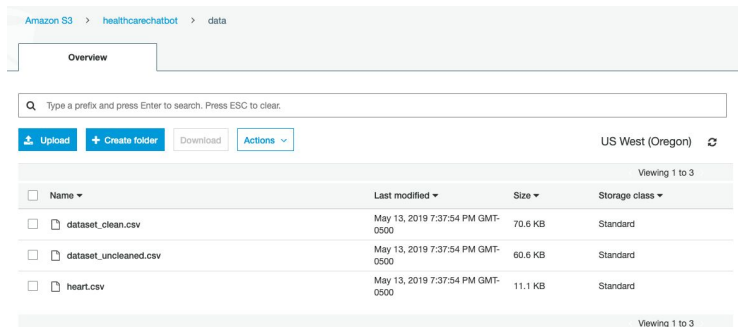 Amazon S3 > healthcarechatbot > data
Overview
Type a prefix and press Enter to search. Press ESC to clear.
Upload + Create folder Download Actions US West (Oregon)
Viewing 1 to 3
Name Last modified Size Storage class
dataset_clean.csv May 13, 2019 7:37:54 PM GMT-0500 70.6 KB Standard
dataset_uncleaned.csv May 13, 2019 7:37:54 PM GMT-0500 60.6 KB Standard
heart.csv May 13, 2019 7:37:54 PM GMT-0500 11.1 KB Standard
Viewing 1 to 3